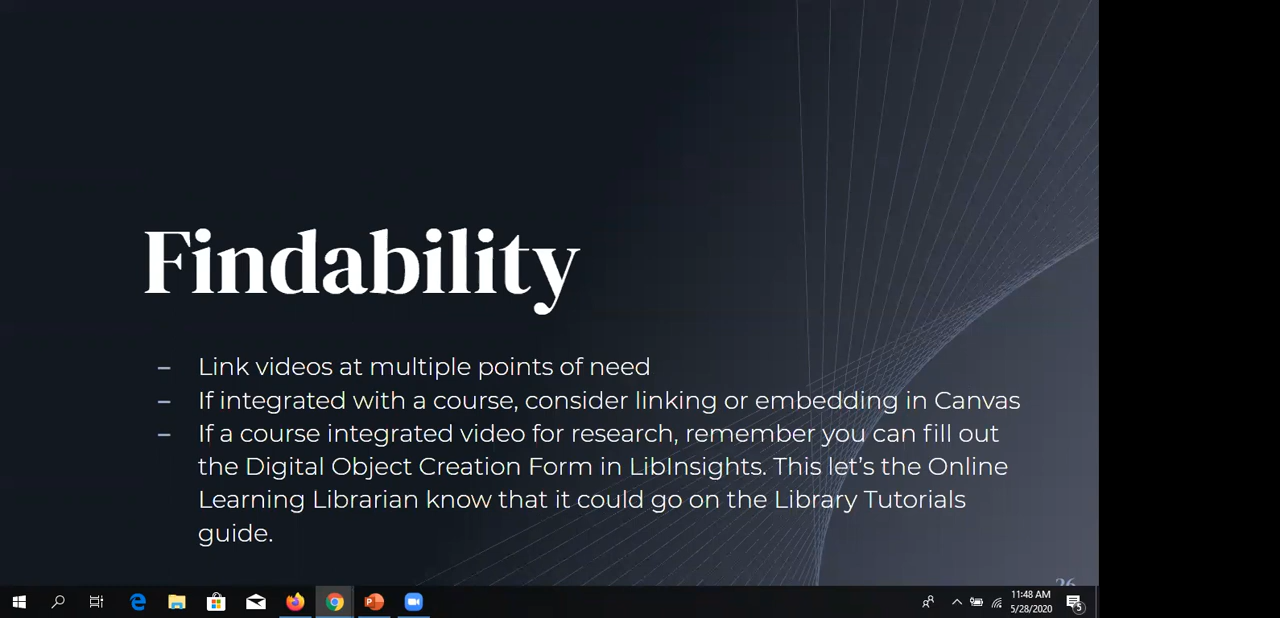 Findability
– Link videos at multiple points of need
– If integrated with a course, consider linking or embedding in Canvas
– If a course integrated video for research, remember you can fill out
the Digital Object Creation Form in LibInsights. This let's the Online
Learning Librarian know that it could go on the Library Tutorials
guide.
26
11:48 AM
5/28/2020
5